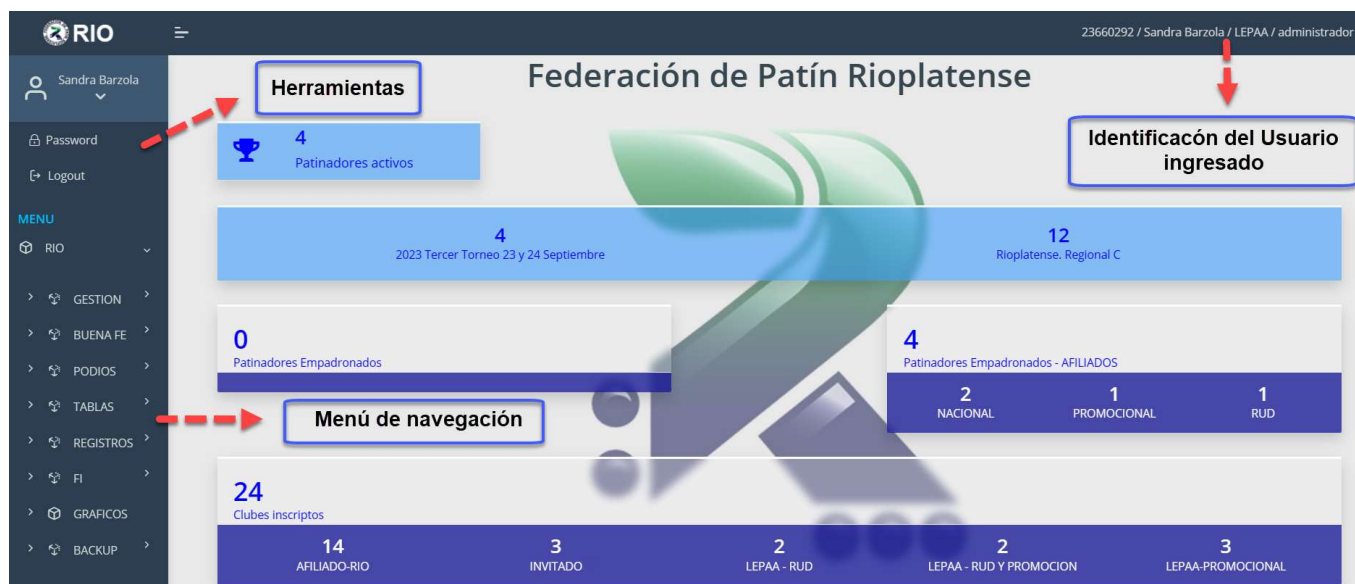 RIO
23660292 / Sandra Barzola / LEPAA / administrador
Sandra Barzola
Password
Logout
MENU
RIO
GESTION
BUENA FE
PODIOS
TABLAS
REGISTROS
FI
GRAFICOS
BACKUP
Federación de Patín Rioplatense
Herramientas
Identificacón del Usuario
ingresado
4
Patinadores activos
4
2023 Tercer Torneo 23 y 24 Septiembre
12
Rioplatense. Regional C
0
Patinadores Empadronados
4
Patinadores Empadronados - AFILIADOS
2
NACIONAL
1
PROMOCIONAL
1
RUD
Menú de navegación
24
Clubes inscriptos
14
AFILIADO-RIO
3
INVITADO
2
LEPAA - RUD
2
LEPAA - RUD Y PROMOCION
3
LEPAA-PROMOCIONAL